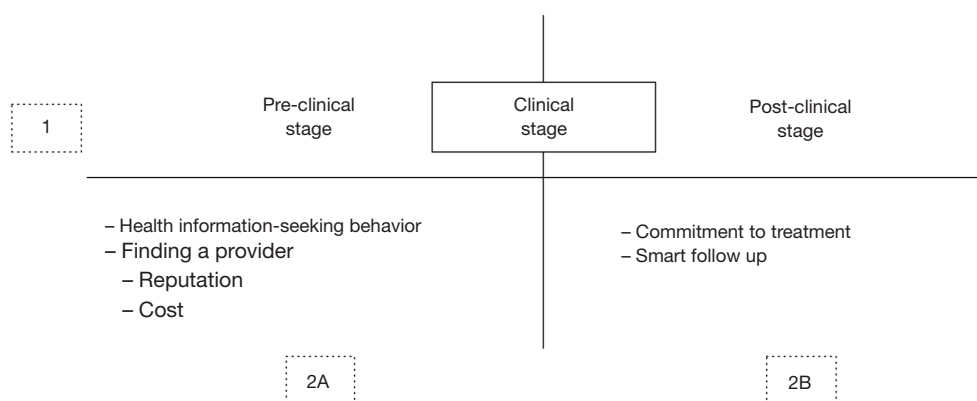 1
Pre-clinical
stage
Clinical
stage
Post-clinical
stage
– Health information-seeking behavior
– Finding a provider
– Reputation
– Cost
– Commitment to treatment
– Smart follow up
2A
2B